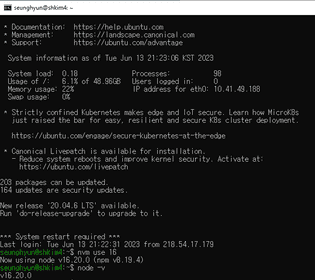 seunghyun@shkim4: ~
* Documentation: https://help.ubuntu.com
* Management: https://landscape.canonical.com
* Support: https://ubuntu.com/advantage
System information as of Tue Jun 13 21:23:06 KST 2023
System load: 0.18 Processes: 98
Usage of /: 6.1% of 48.96GB Users logged in: 0
Memory usage: 22% IP address for eth0: 10.41.49.188
Swap usage: 0%
* Strictly confined Kubernetes makes edge and IoT secure. Learn how MicroK8s
just raised the bar for easy, resilient and secure K8s cluster deployment.
https://ubuntu.com/engage/secure-kubernetes-at-the-edge
* Canonical Livepatch is available for installation.
- Reduce system reboots and improve kernel security. Activate at:
https://ubuntu.com/livepatch
203 packages can be updated.
164 updates are security updates.
New release '20.04.6 LTS' available.
Run 'do-release-upgrade' to upgrade to it.
*** System restart required ***
Last login: Tue Jun 13 21:22:31 2023 from 218.54.17.179
seunghyun@shkim4:~$ nvm use 16
Now using node v16.20.0 (npm v8.19.4)
seunghyun@shkim4:~$ node -v
v16.20.0